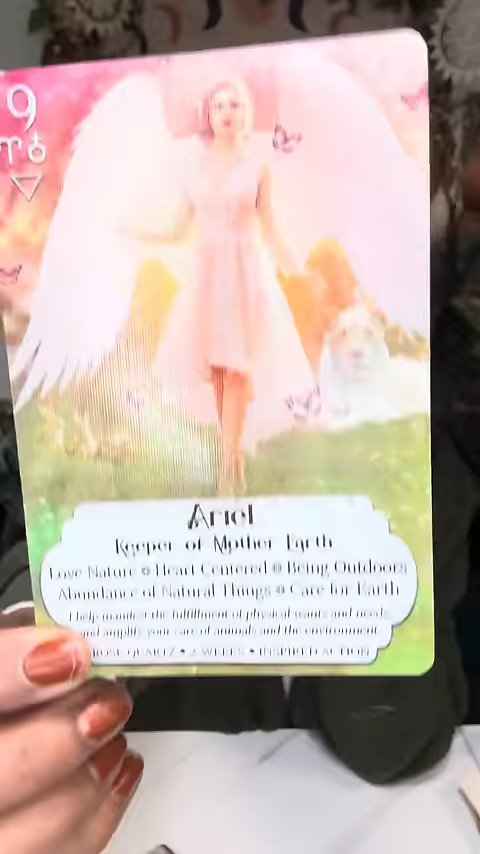 9
♈♁
Ariel
Keeper of Mother Earth
Love Nature ❁ Heart Centered ❁ Being Outdoors
Abundance of Natural Things ❁ Care for Earth
I help manifest the fulfillment of physical wants and needs,
and amplify your care of animals and the environment.
ROSE QUARTZ • 2 WEEKS • INSPIRED ACTION